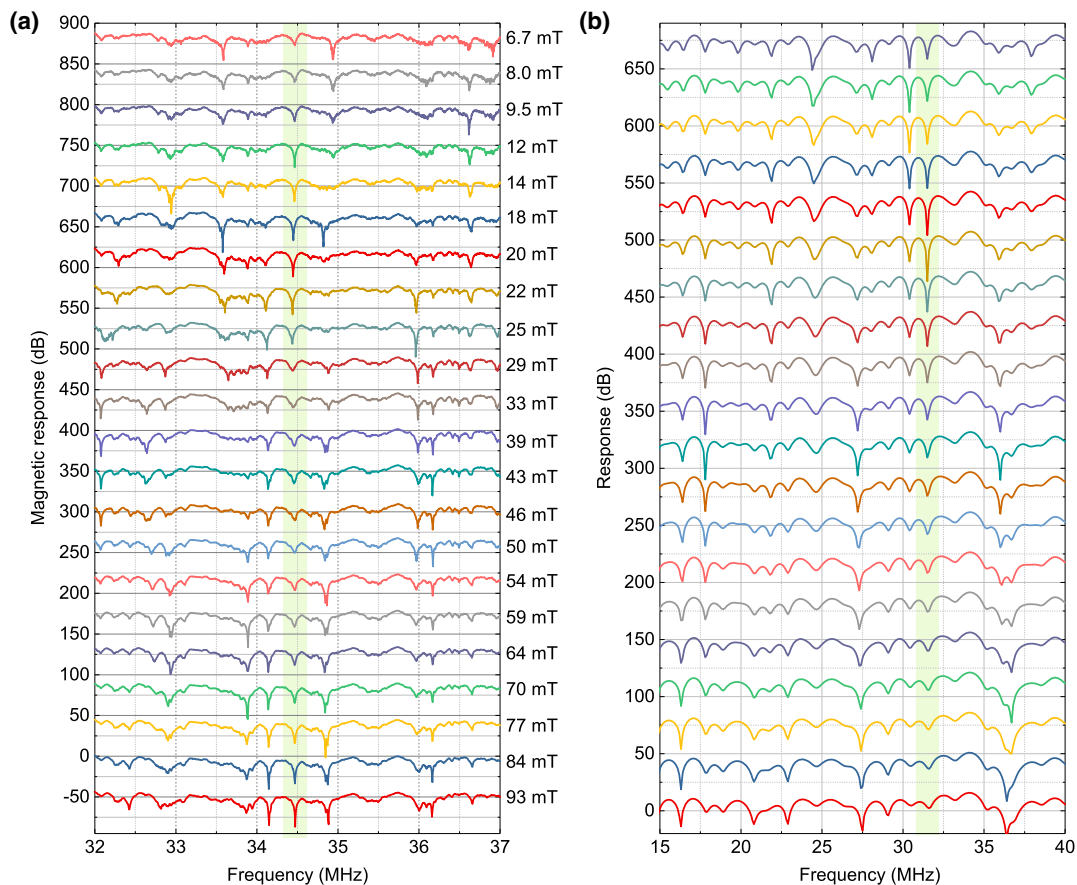 (a)
900
850
800
750
700
650
600
550
500
450
400
350
300
250
200
150
100
50
0
-50
Magnetic response (dB)
6.7 mT
8.0 mT
9.5 mT
12 mT
14 mT
18 mT
20 mT
22 mT
25 mT
29 mT
33 mT
39 mT
43 mT
46 mT
50 mT
54 mT
59 mT
64 mT
70 mT
77 mT
84 mT
93 mT
32 33 34 35 36 37
Frequency (MHz)
(b)
650
600
550
500
450
400
350
300
250
200
150
100
50
0
Response (dB)
15 20 25 30 35 40
Frequency (MHz)